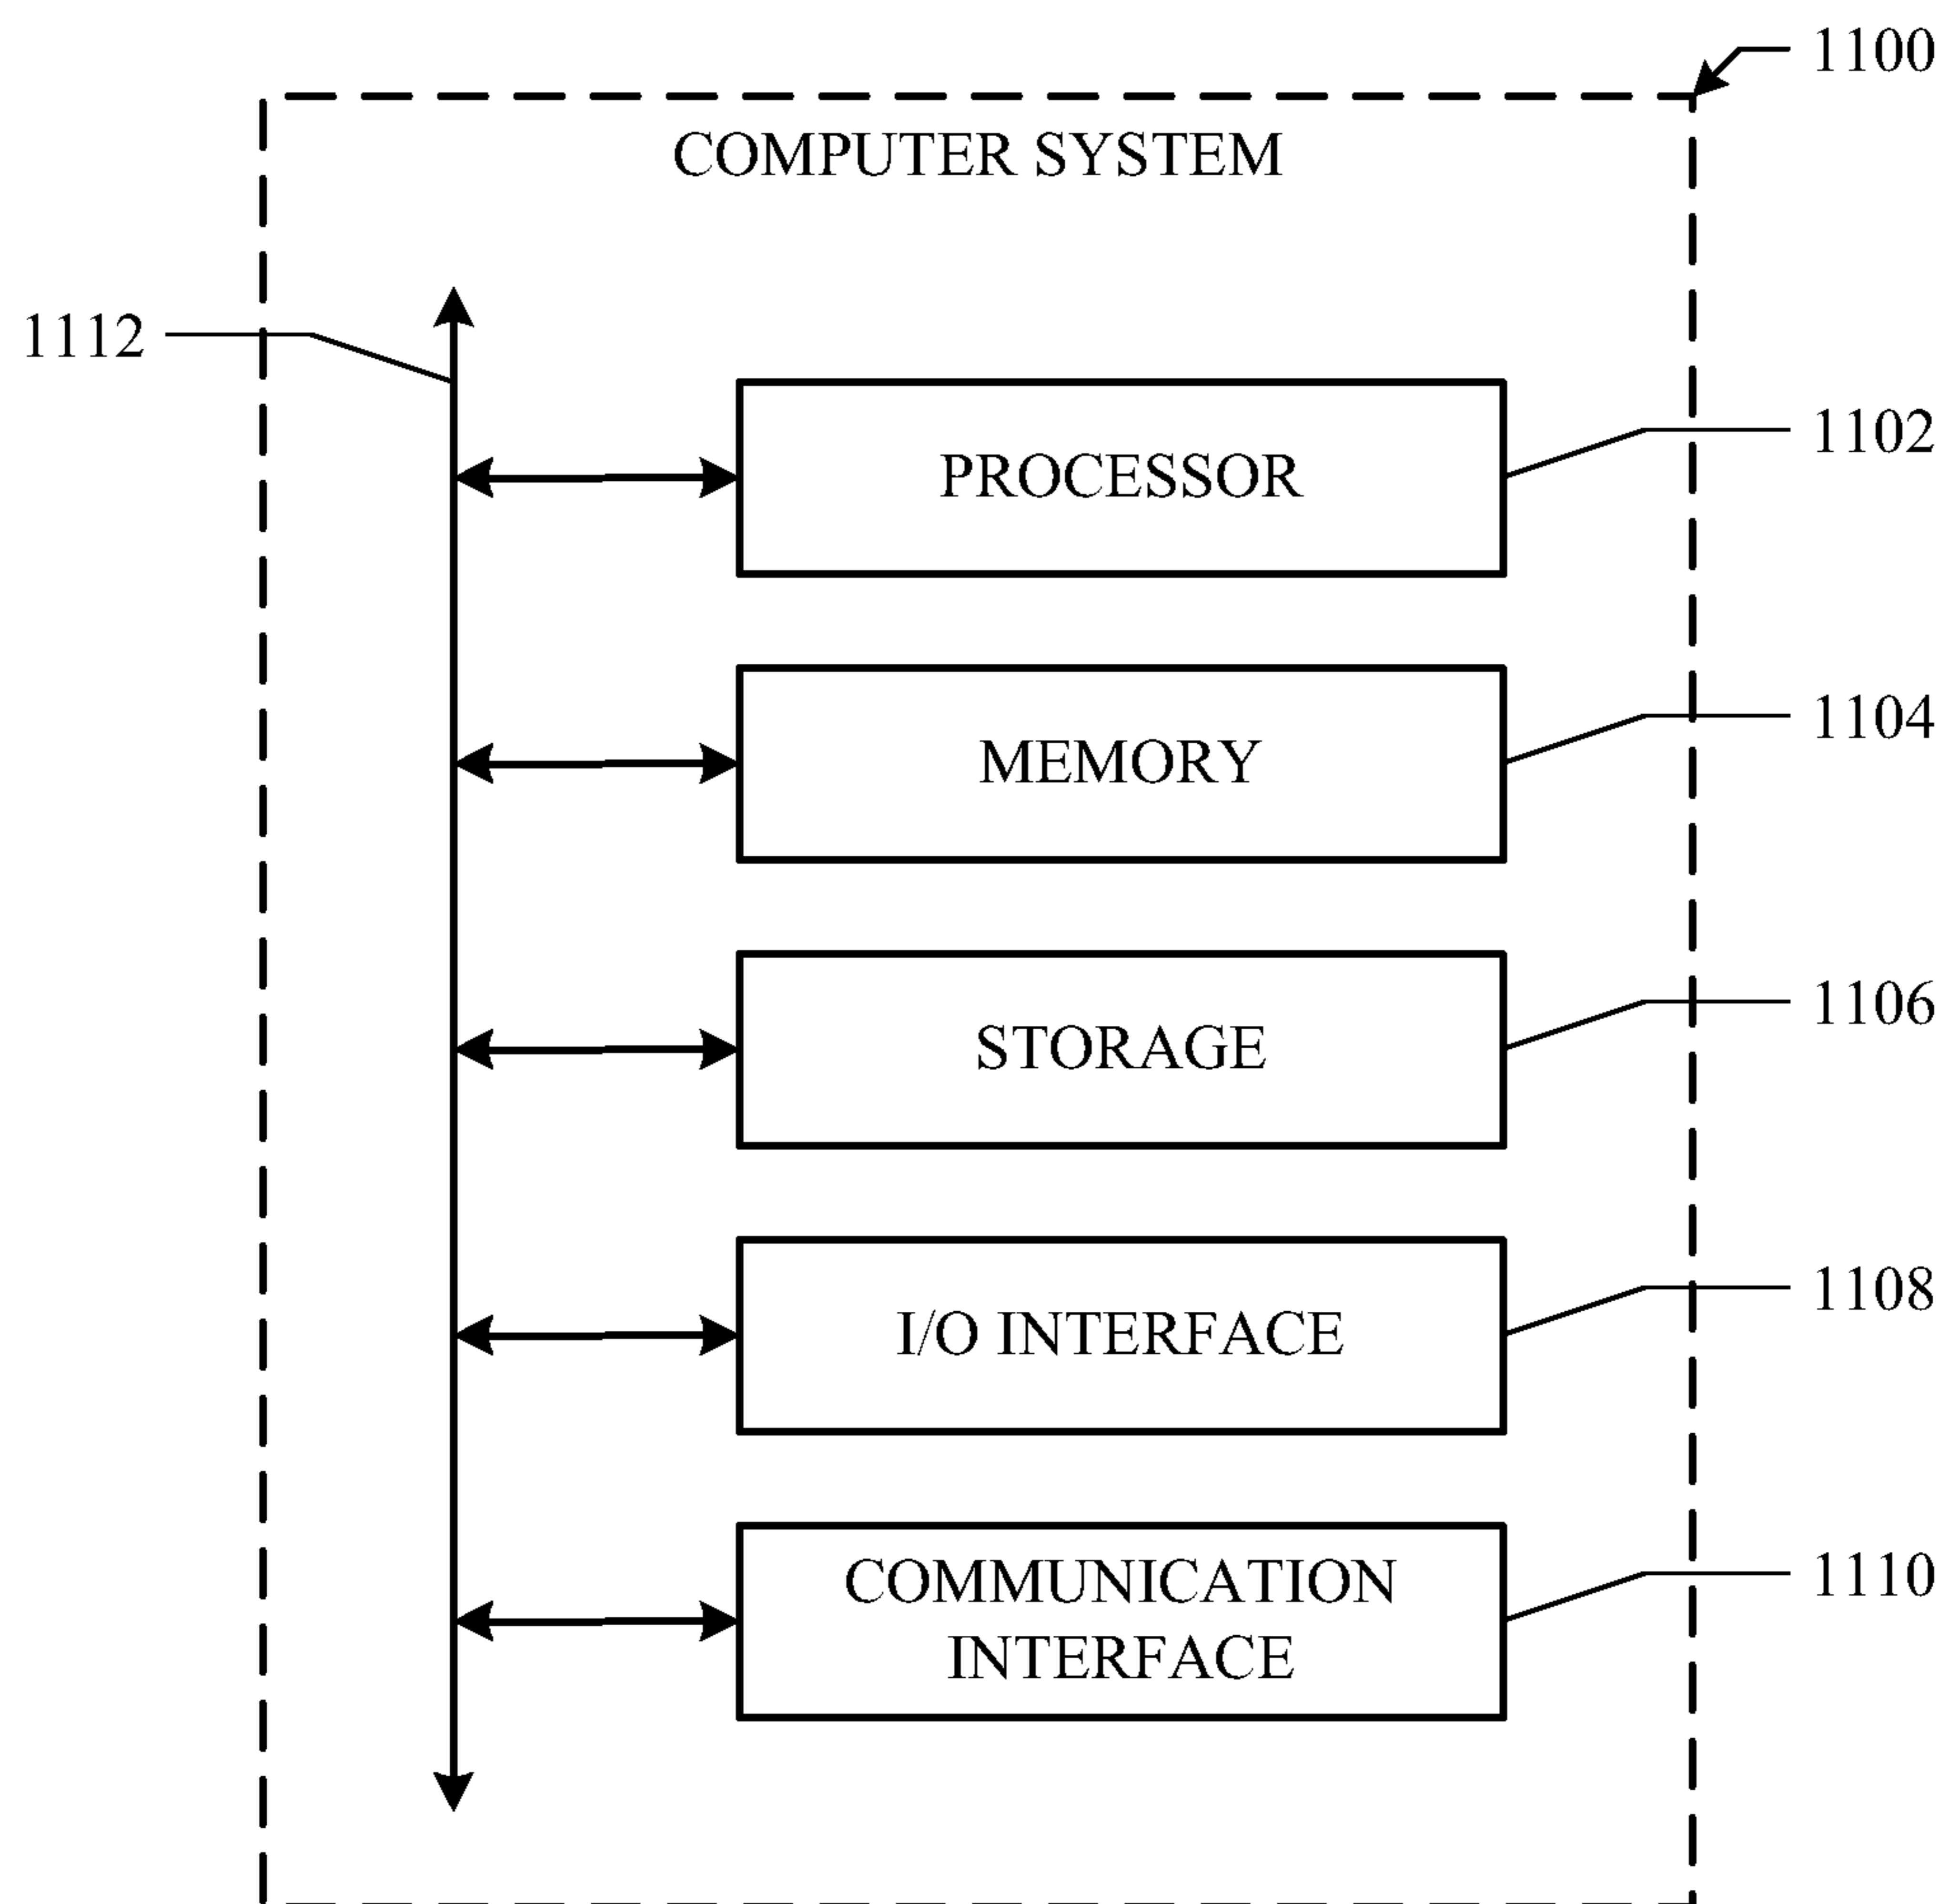 1100
COMPUTER SYSTEM
1112
1102
PROCESSOR
1104
MEMORY
1106
STORAGE
1108
I/O INTERFACE
1110
COMMUNICATION
INTERFACE